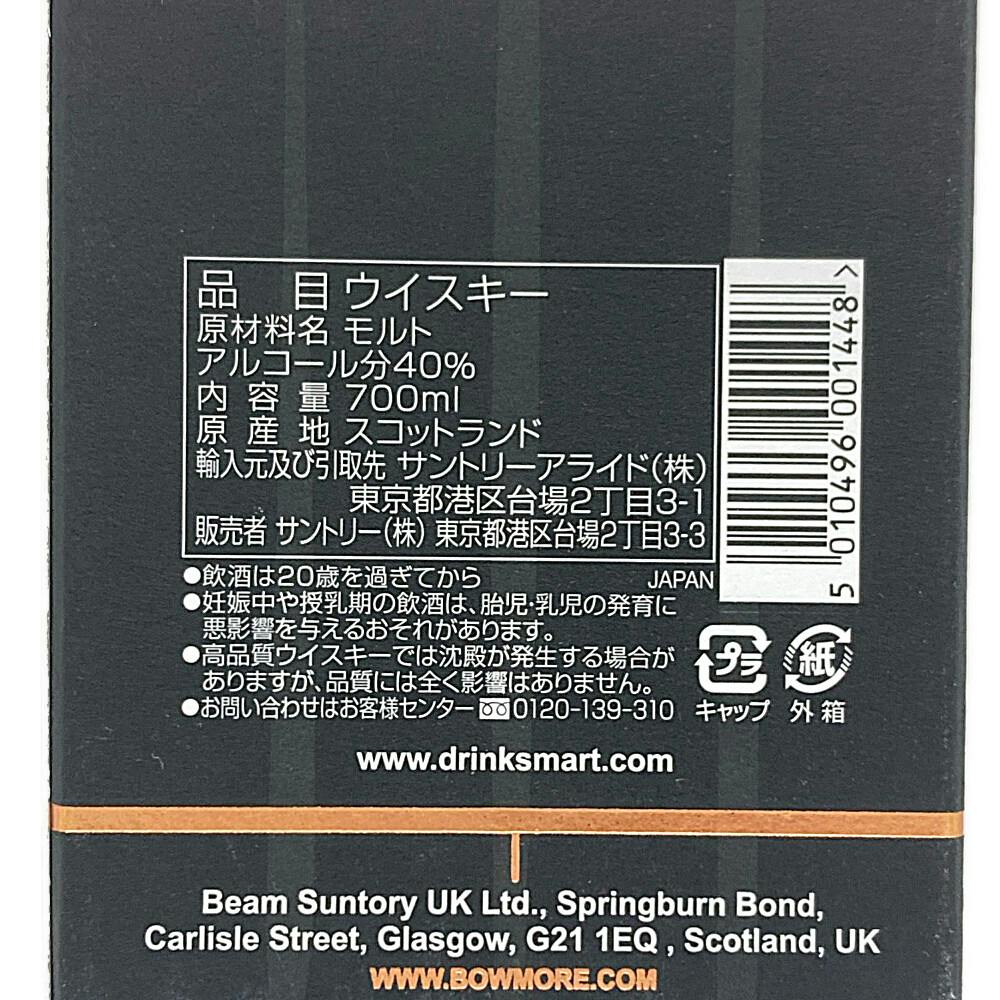 品目 ウイスキー
原材料名 モルト
アルコール分40%
内容量 700ml
原産地 スコットランド
輸入元及び引取先 サントリーアライド(株)
東京都港区台場2丁目3-1
販売者 サントリー(株) 東京都港区台場2丁目3-3
●飲酒は20歳を過ぎてから JAPAN
●妊娠中や授乳期の飲酒は、胎児・乳児の発育に
悪影響を与えるおそれがあります。
●高品質ウイスキーでは沈殿が発生する場合が
ありますが、品質には全く影響はありません。
●お問い合わせはお客様センター 0120-139-310
プラ
キャップ
紙
外箱
5 010496 001448 >
www.drinksmart.com
Beam Suntory UK Ltd., Springburn Bond,
Carlisle Street, Glasgow, G21 1EQ , Scotland, UK
WWW.BOWMORE.COM